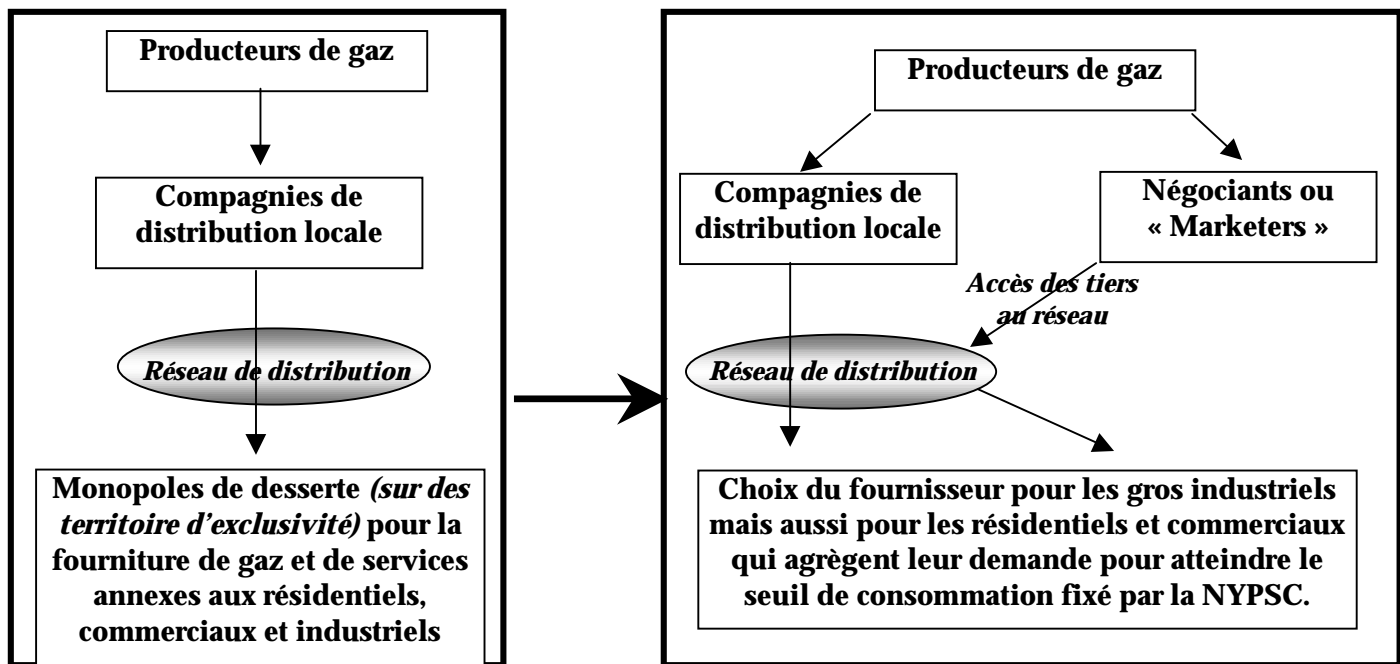 Producteurs de gaz
Compagnies de
distribution locale
Réseau de distribution
Monopoles de desserte (sur des
territoire d'exclusivité) pour la
fourniture de gaz et de services
annexes aux résidentiels,
commerciaux et industriels
Producteurs de gaz
Compagnies de
distribution locale
Négociants ou
« Marketers »
Accès des tiers
au réseau
Réseau de distribution
Choix du fournisseur pour les gros industriels
mais aussi pour les résidentiels et commerciaux
qui agrègent leur demande pour atteindre le
seuil de consommation fixé par la NYPSC.